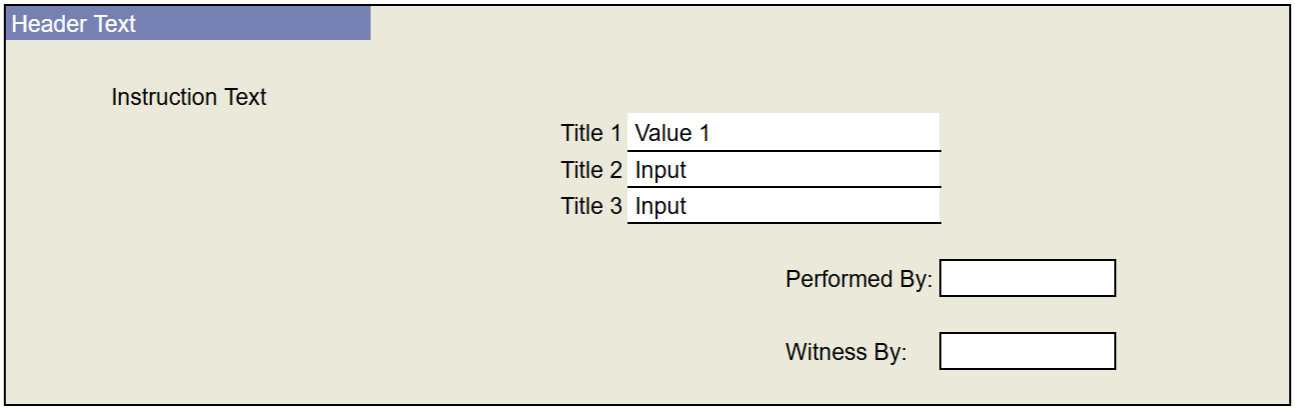 Header Text
Instruction Text
Title 1 Value 1
Title 2 Input
Title 3 Input
Performed By:
Witness By: